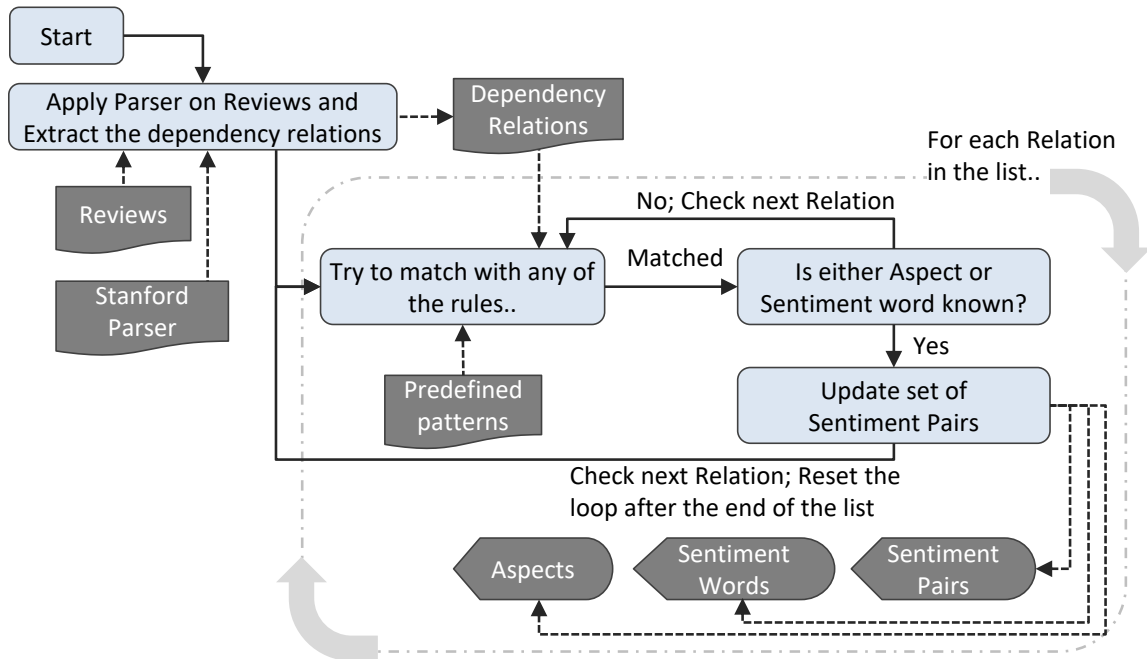 Start
Apply Parser on Reviews and
Extract the dependency relations
Dependency
Relations
For each Relation
in the list..
Reviews
No; Check next Relation
Stanford
Parser
Try to match with any of
the rules..
Matched
Is either Aspect or
Sentiment word known?
Yes
Predefined
patterns
Update set of
Sentiment Pairs
Check next Relation; Reset the
loop after the end of the list
Aspects
Sentiment
Words
Sentiment
Pairs